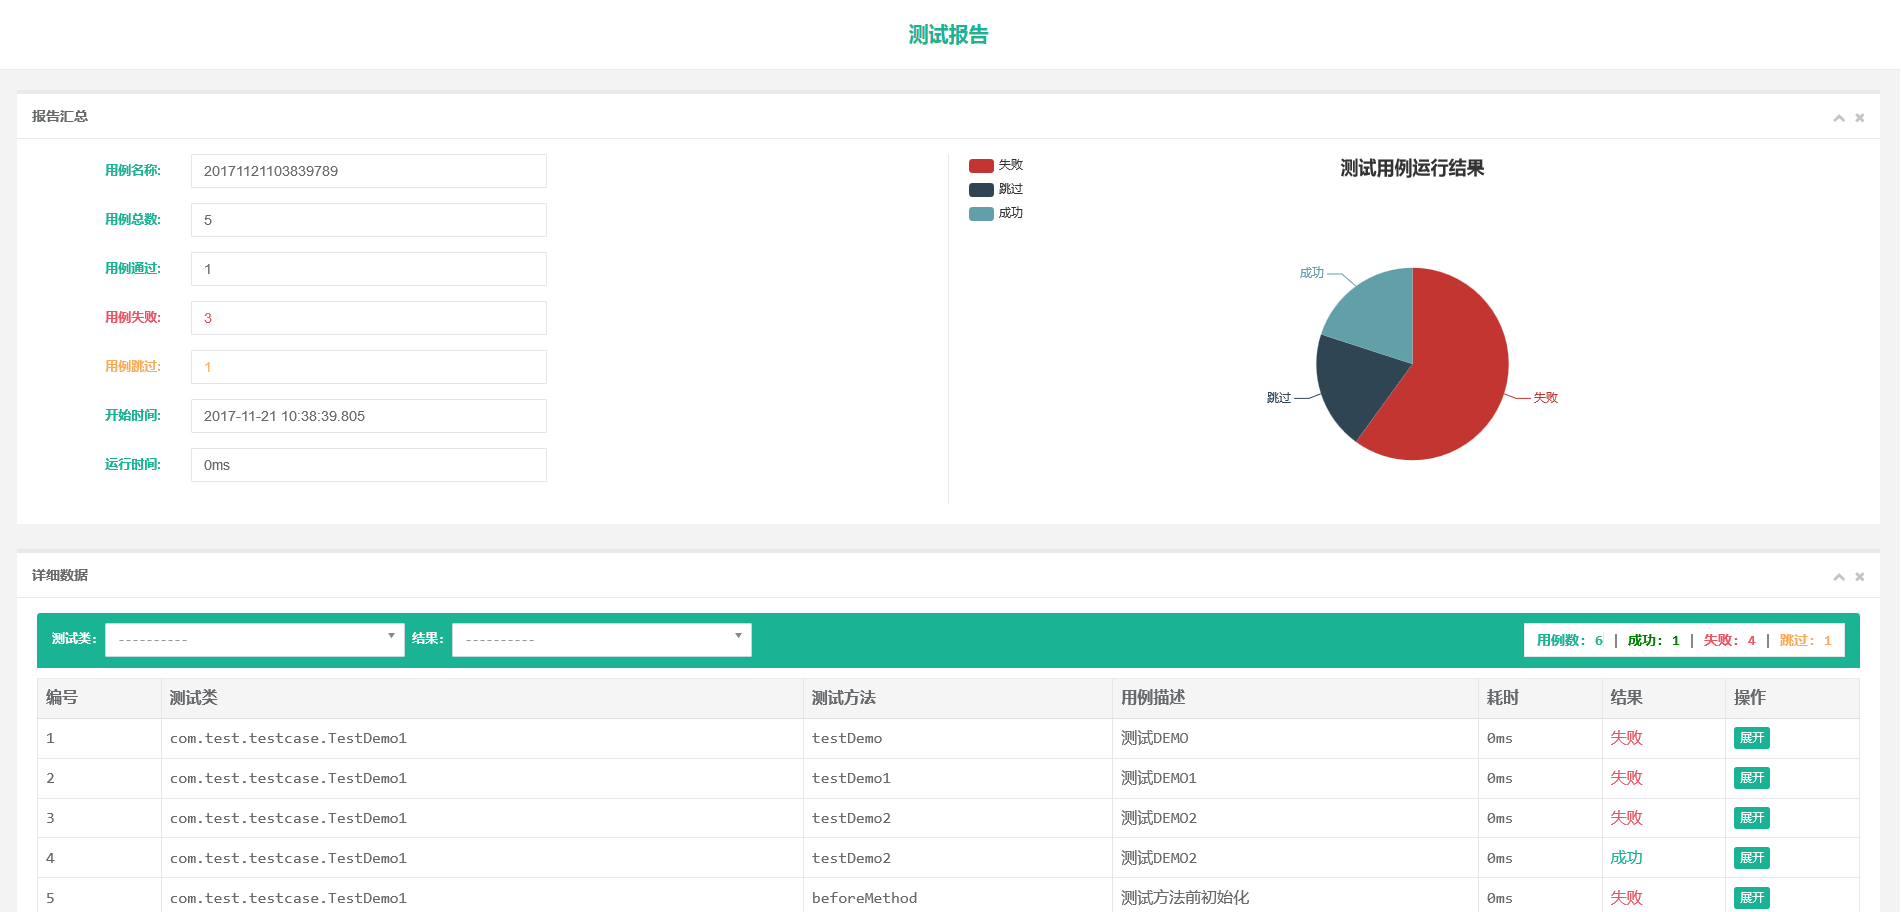 测试报告
报告汇总
用例名称: 20171121103839789
用例总数: 5
用例通过: 1
用例失败: 3
用例跳过: 1
开始时间: 2017-11-21 10:38:39.805
运行时间: 0ms
失败
跳过
成功
测试用例运行结果
成功
跳过
失败
详细数据
测试类: ---------- 结果: ---------- 用例数: 6 | 成功: 1 | 失败: 4 | 跳过: 1
编号 测试类 测试方法 用例描述 耗时 结果 操作
1 com.test.testcase.TestDemo1 testDemo 测试DEMO 0ms 失败 展开
2 com.test.testcase.TestDemo1 testDemo1 测试DEMO1 0ms 失败 展开
3 com.test.testcase.TestDemo1 testDemo2 测试DEMO2 0ms 失败 展开
4 com.test.testcase.TestDemo1 testDemo2 测试DEMO2 0ms 成功 展开
5 com.test.testcase.TestDemo1 beforeMethod 测试方法前初始化 0ms 失败 展开